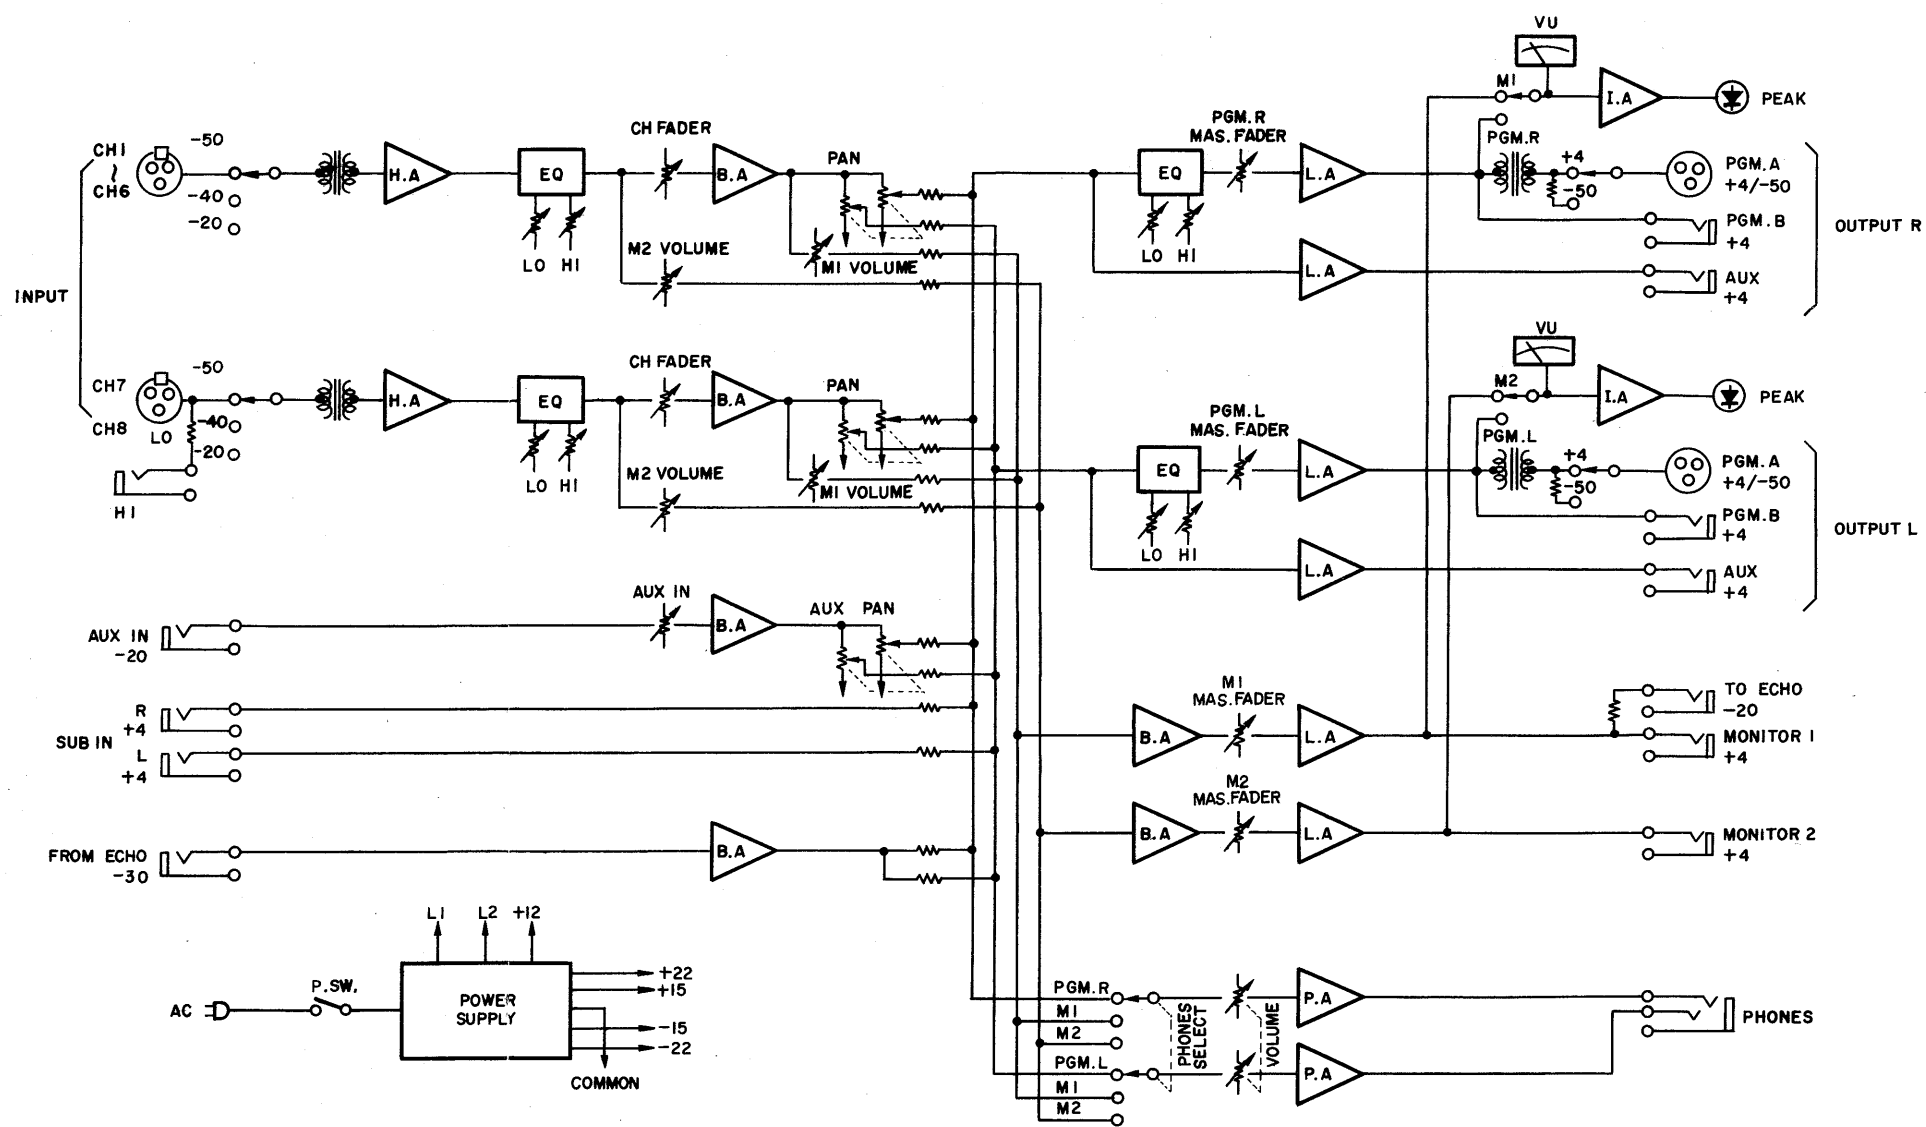 INPUT
CH1
~
CH6
-50
-40
-20
H.A
EQ
LO HI
CH FADER
M2 VOLUME
B.A
PAN
M1 VOLUME
CH7
CH8
LO
HI
-50
-40
-20
H.A
EQ
LO HI
CH FADER
M2 VOLUME
B.A
PAN
M1 VOLUME
AUX IN
-20
AUX IN
B.A
AUX PAN
SUB IN
R
+4
L
+4
FROM ECHO
-30
B.A
AC
P.SW.
POWER
SUPPLY
L1
L2
+12
+22
+15
-15
-22
COMMON
EQ
LO HI
PGM.R
MAS.FADER
L.A
L.A
VU
M1
PGM.R
I.A
PEAK
+4
-50
PGM.A
+4/-50
PGM.B
+4
AUX
+4
OUTPUT R
EQ
LO HI
PGM.L
MAS.FADER
L.A
L.A
VU
M2
PGM.L
I.A
PEAK
+4
-50
PGM.A
+4/-50
PGM.B
+4
AUX
+4
OUTPUT L
B.A
M1
MAS.FADER
L.A
TO ECHO
-20
MONITOR 1
+4
B.A
M2
MAS.FADER
L.A
MONITOR 2
+4
PGM.R
M1
M2
PGM.L
M1
M2
PHONES
SELECT
VOLUME
P.A
P.A
PHONES